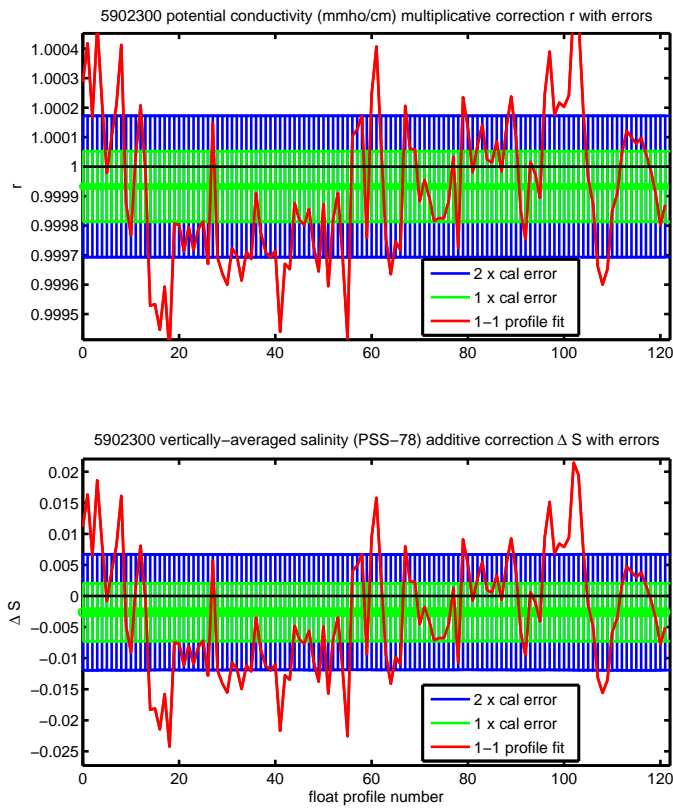 5902300 potential conductivity (mmho/cm) multiplicative correction r with errors
1.0004
1.0003
1.0002
1.0001
1
0.9999
0.9998
0.9997
0.9996
0.9995
r
2 x cal error
1 x cal error
1−1 profile fit
0 20 40 60 80 100 120
5902300 vertically−averaged salinity (PSS−78) additive correction Δ S with errors
0.02
0.015
0.01
0.005
0
−0.005
−0.01
−0.015
−0.02
−0.025
Δ S
2 x cal error
1 x cal error
1−1 profile fit
0 20 40 60 80 100 120
float profile number